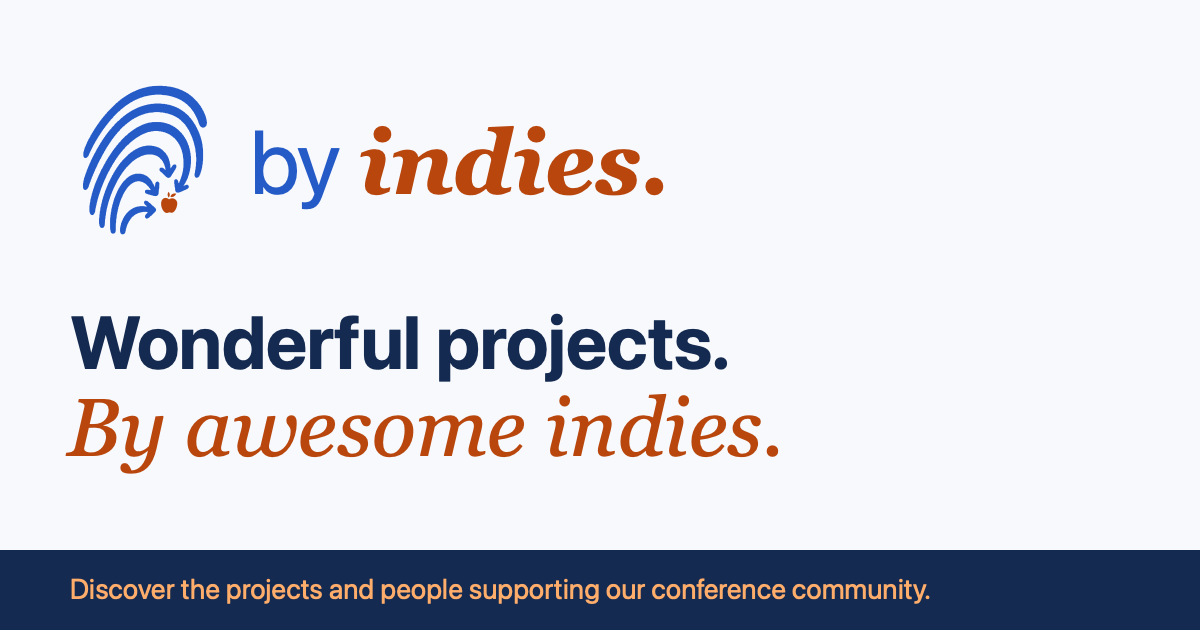 by indies.
Wonderful projects.
By awesome indies.
Discover the projects and people supporting our conference community.